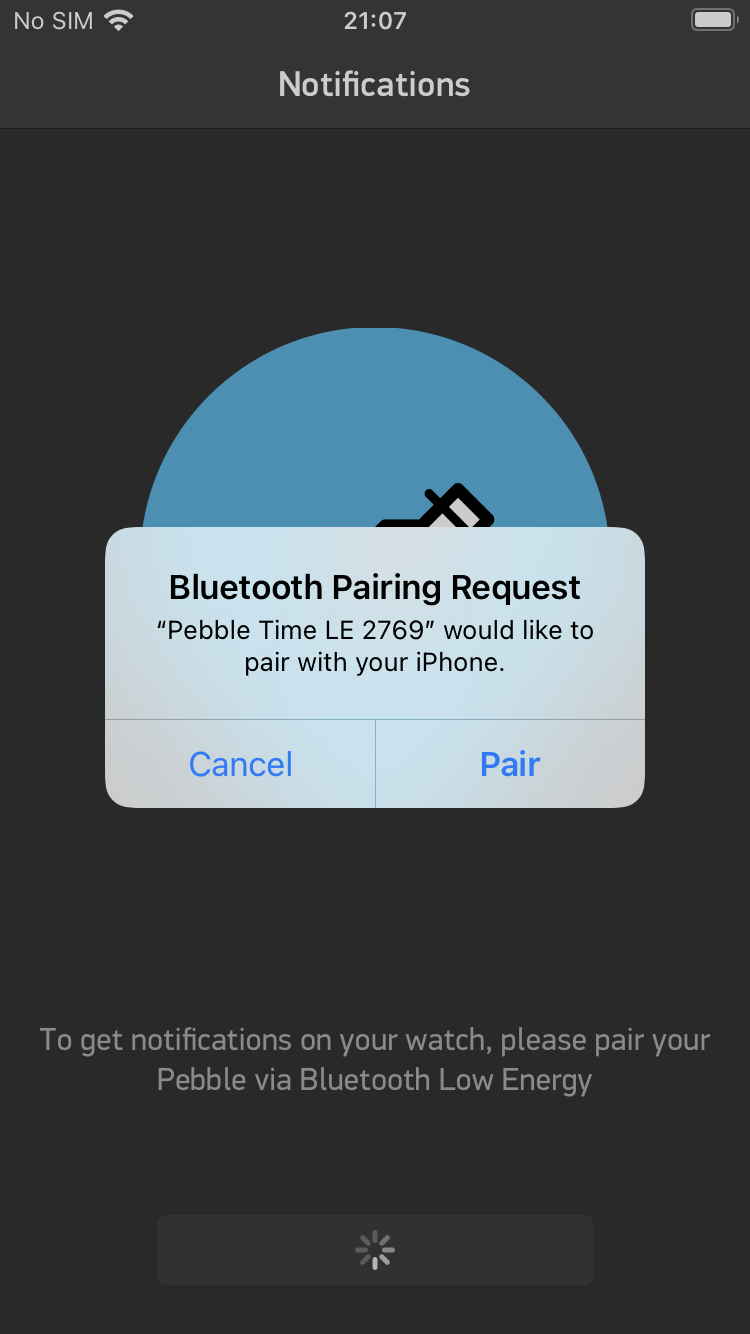 No SIM 21:07
Notifications
Bluetooth Pairing Request
“Pebble Time LE 2769” would like to
pair with your iPhone.
Cancel Pair
To get notifications on your watch, please pair your
Pebble via Bluetooth Low Energy